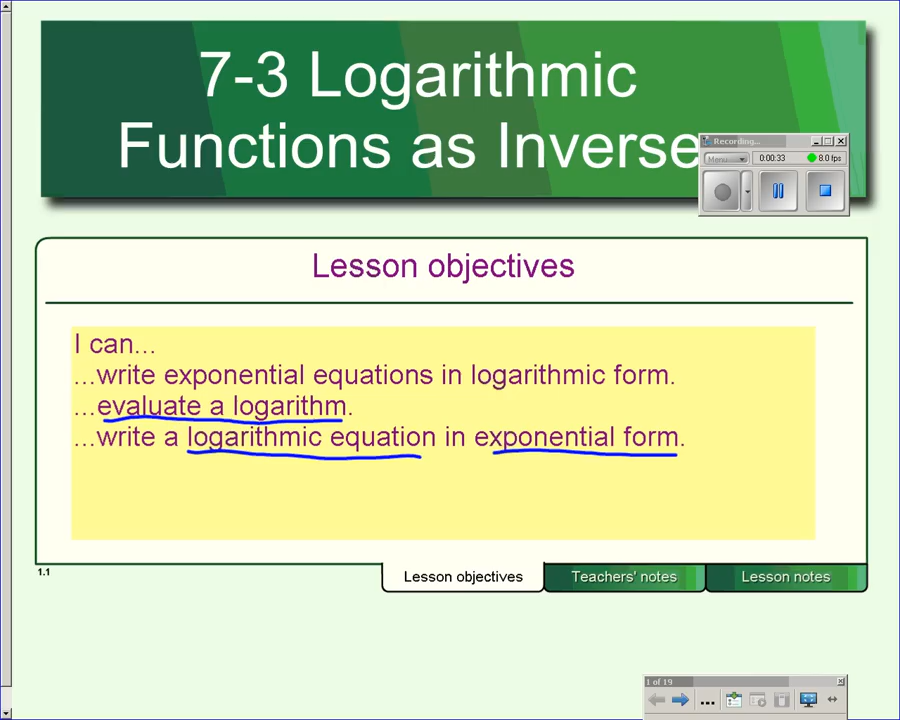 7-3 Logarithmic
Functions as Inverse
Recording...
Menu
0:00:33
8.0 fps
Lesson objectives
I can...
...write exponential equations in logarithmic form.
...evaluate a logarithm.
...write a logarithmic equation in exponential form.
1.1
Lesson objectives
Teachers' notes
Lesson notes
1 of 19